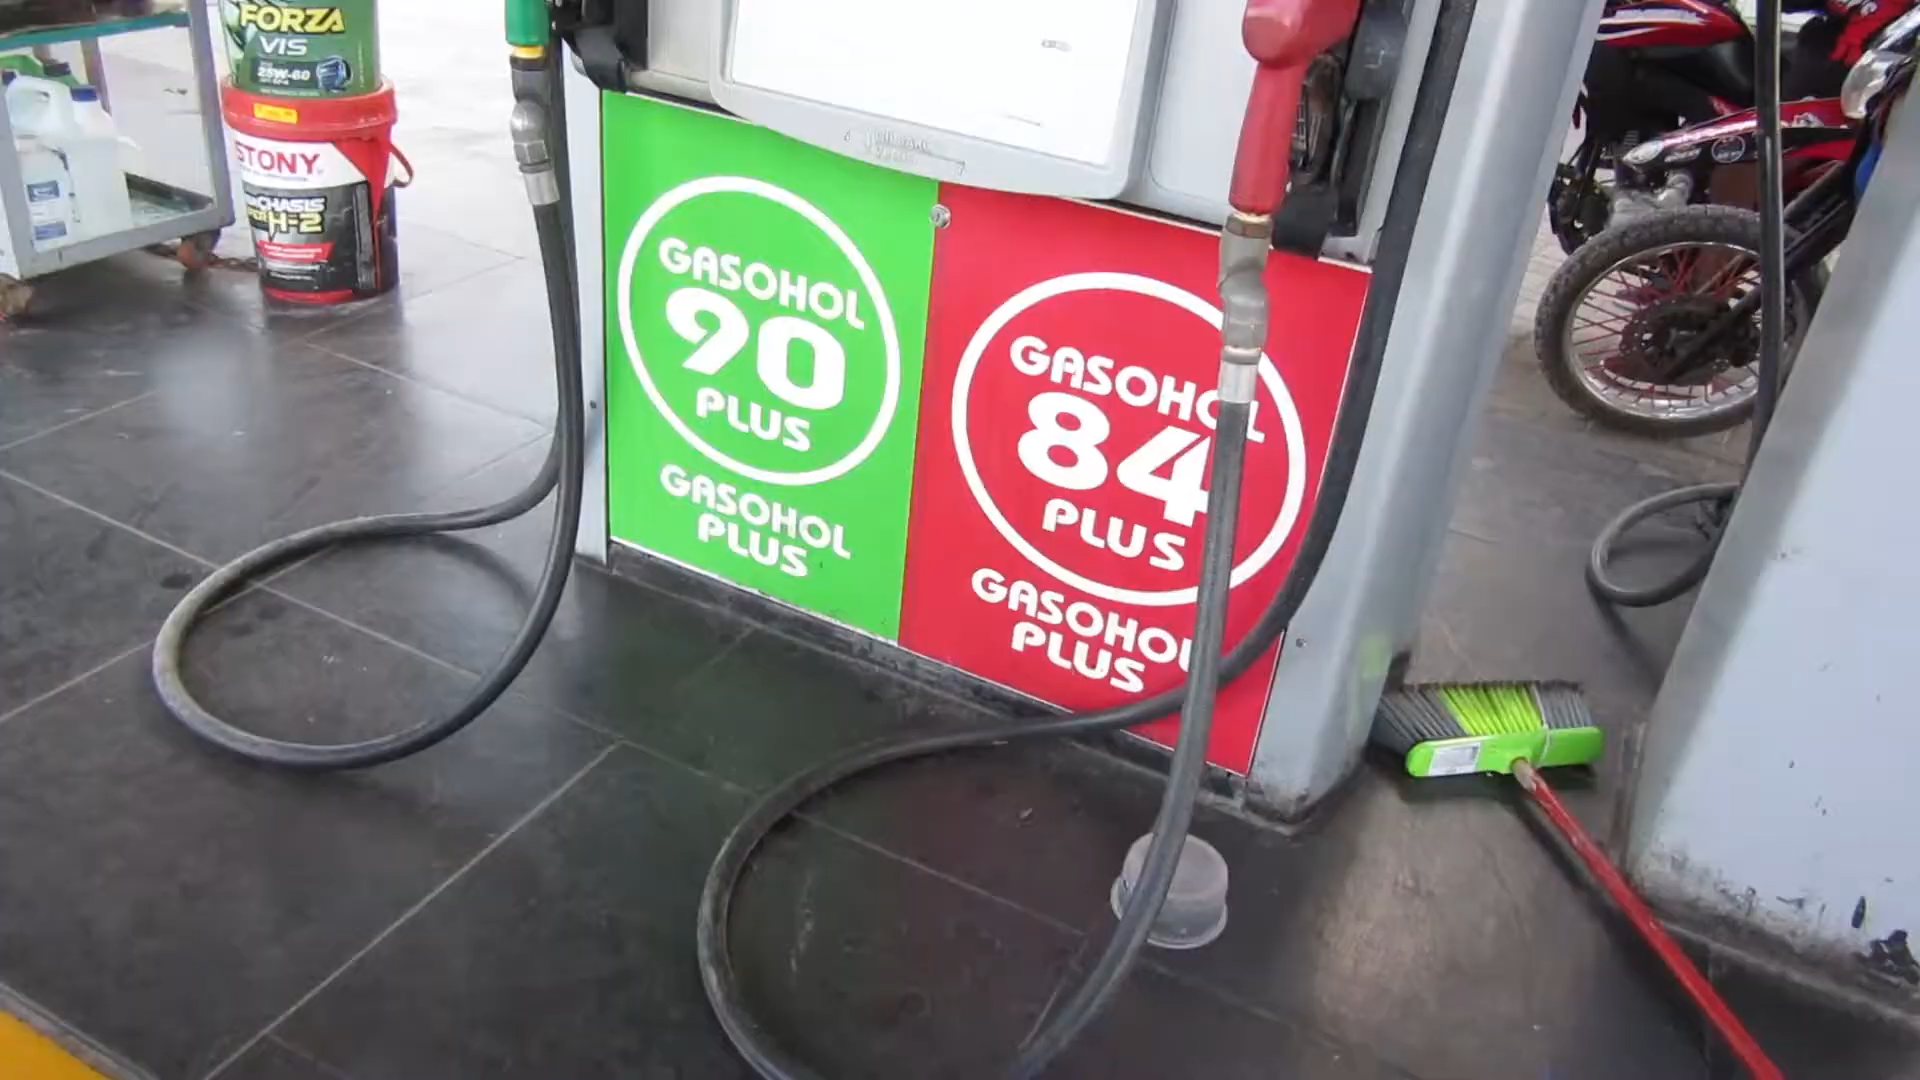 FORZA
VIS
25W-60
STONY
CHASIS
H-2
GASOHOL
90
PLUS
GASOHOL
PLUS
GASOHOL
84
PLUS
GASOHOL
PLUS